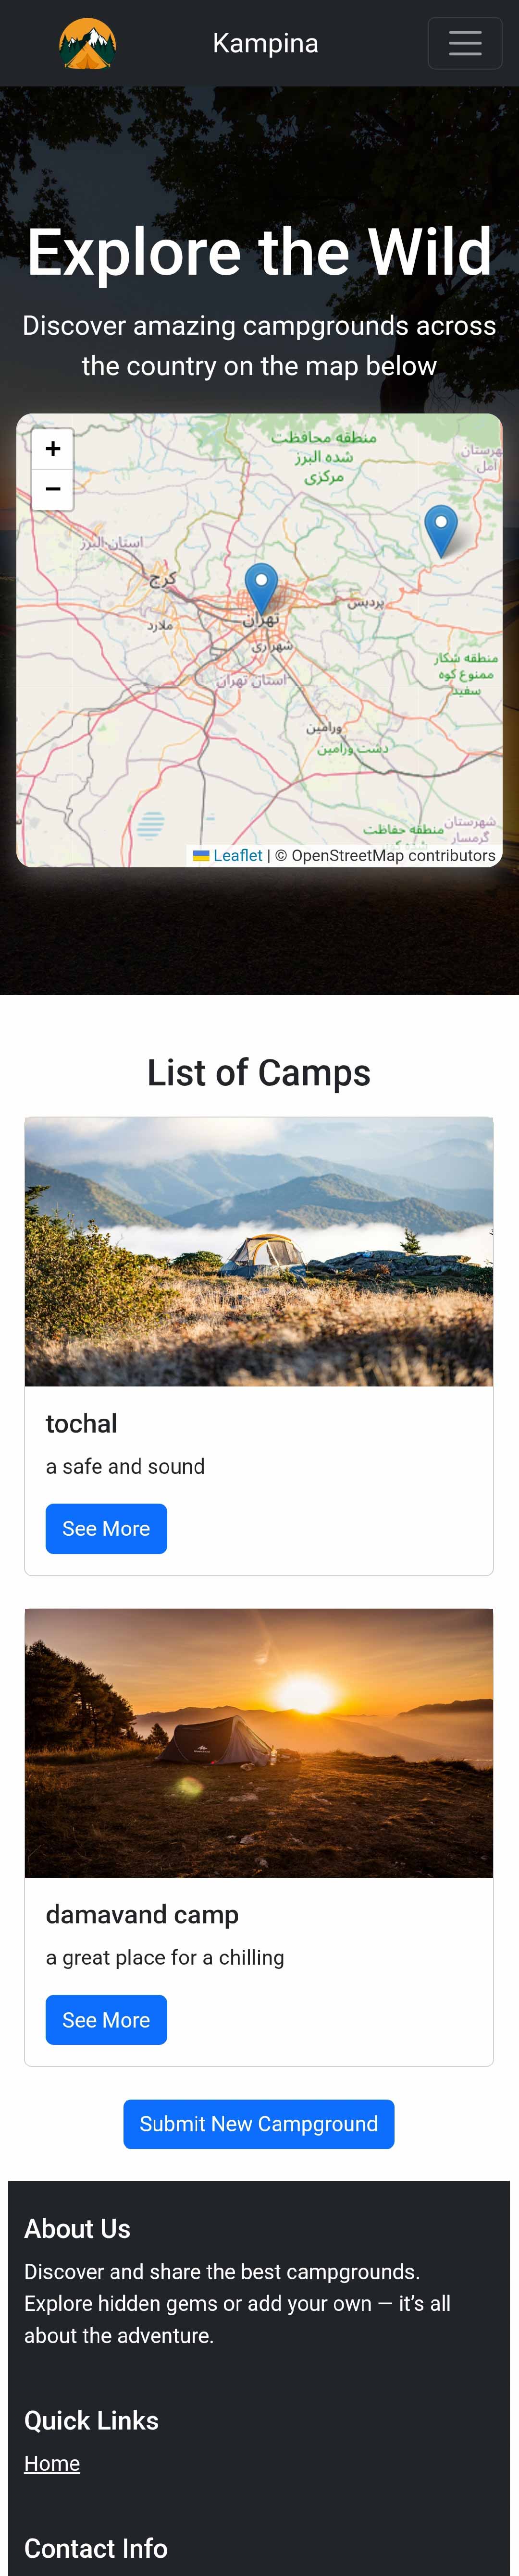 Kampina
Explore the Wild
Discover amazing campgrounds across
the country on the map below
+
−
منطقه محافظت
شده البرز
مرکزی
آمل
استان البرز
کرج
ملارد
تهران
پردیس
شهرری
استان تهران
منطقه شکار
ممنوع کوه
سفید
ورامین
دشت ورامین
منطقه حفاظت
شهرستان
گرمسار
Leaflet | © OpenStreetMap contributors
List of Camps
tochal
a safe and sound
See More
damavand camp
a great place for a chilling
See More
Submit New Campground
About Us
Discover and share the best campgrounds.
Explore hidden gems or add your own — it’s all
about the adventure.
Quick Links
Home
Contact Info